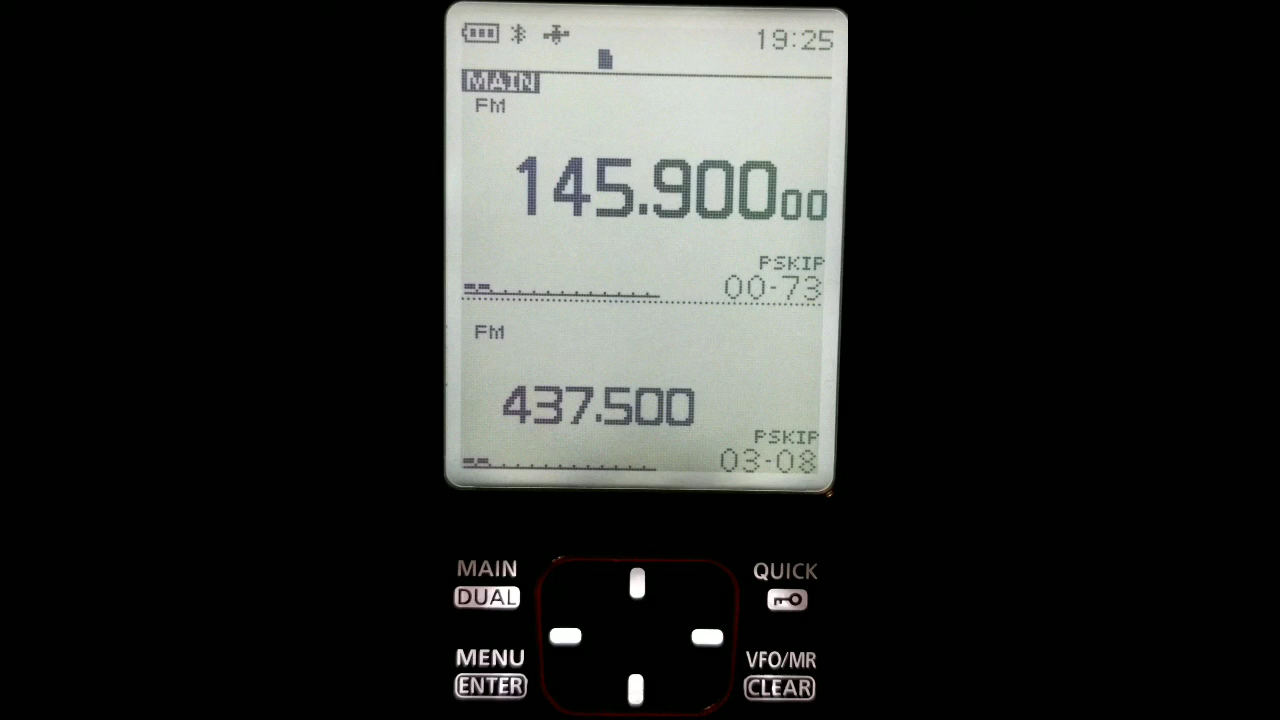 19:25
MAIN
FM
145.90000
PSKIP
00-73
FM
437.500
PSKIP
03-08
MAIN QUICK
DUAL
MENU VFO/MR
ENTER CLEAR